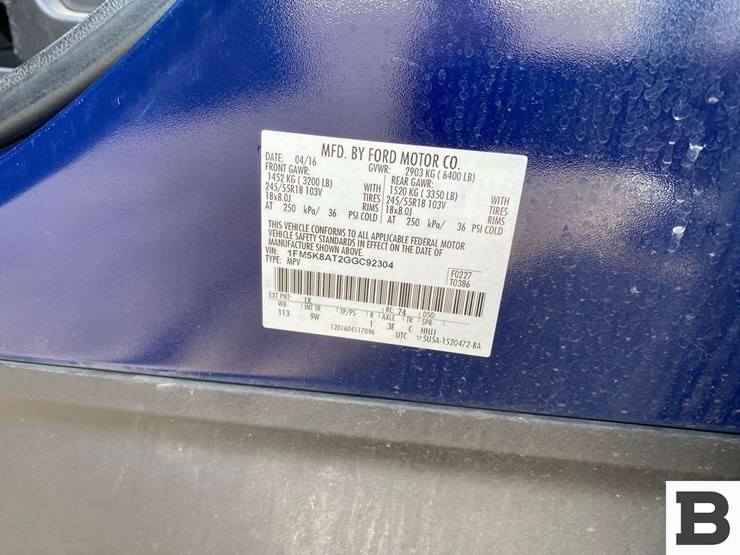 MFD. BY FORD MOTOR CO.
DATE: 04/16 GVWR: 2903 KG ( 6400 LB)
FRONT GAWR: REAR GAWR:
1452 KG ( 3200 LB) WITH 1520 KG ( 3350 LB) WITH
245/55R18 103V TIRES 245/55R18 103V TIRES
18x8.0J RIMS 18x8.0J RIMS
AT 250 kPa/ 36 PSI COLD AT 250 kPa/ 36 PSI COLD
THIS VEHICLE CONFORMS TO ALL APPLICABLE FEDERAL MOTOR
VEHICLE SAFETY STANDARDS IN EFFECT ON THE DATE OF
MANUFACTURE SHOWN ABOVE.
VIN: 1FM5K8AT2GGC92304
TYPE: MPV
F0227
T0386
EXT PNT: LK RC: 74 DSO:
WB INT TR TP/PS R AXLE TR SPR
113 9W 1 3E C HHJJ
1201604117096 UTC 5U5A-1520472-BA
B